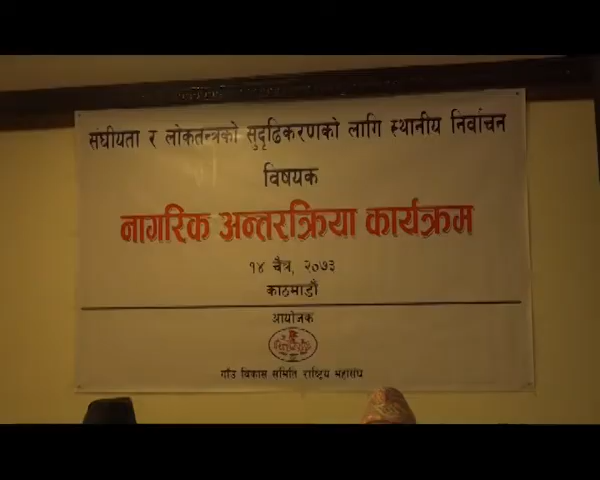 संघीयता र लोकतन्त्रको सुदृढिकरणको लागि स्थानीय निर्वाचन
विषयक
नागरिक अन्तरक्रिया कार्यक्रम
१४ चैत्र, २०७३
काठमाडौं
आयोजक
गाँउ विकास समिति राष्ट्रिय महासंघ